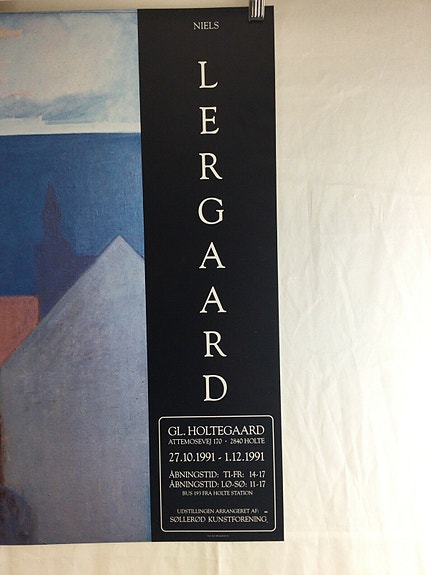 NIELS
LERGAARD
GL. HOLTEGAARD
ATTEMOSEVEJ 170 · 2840 HOLTE
27.10.1991 - 1.12.1991
ÅBNINGSTID: TI-FR: 14-17
ÅBNINGSTID: LØ-SØ: 11-17
BUS 193 FRA HOLTE STATION
UDSTILLINGEN ARRANGERET AF:
SØLLERØD KUNSTFORENING